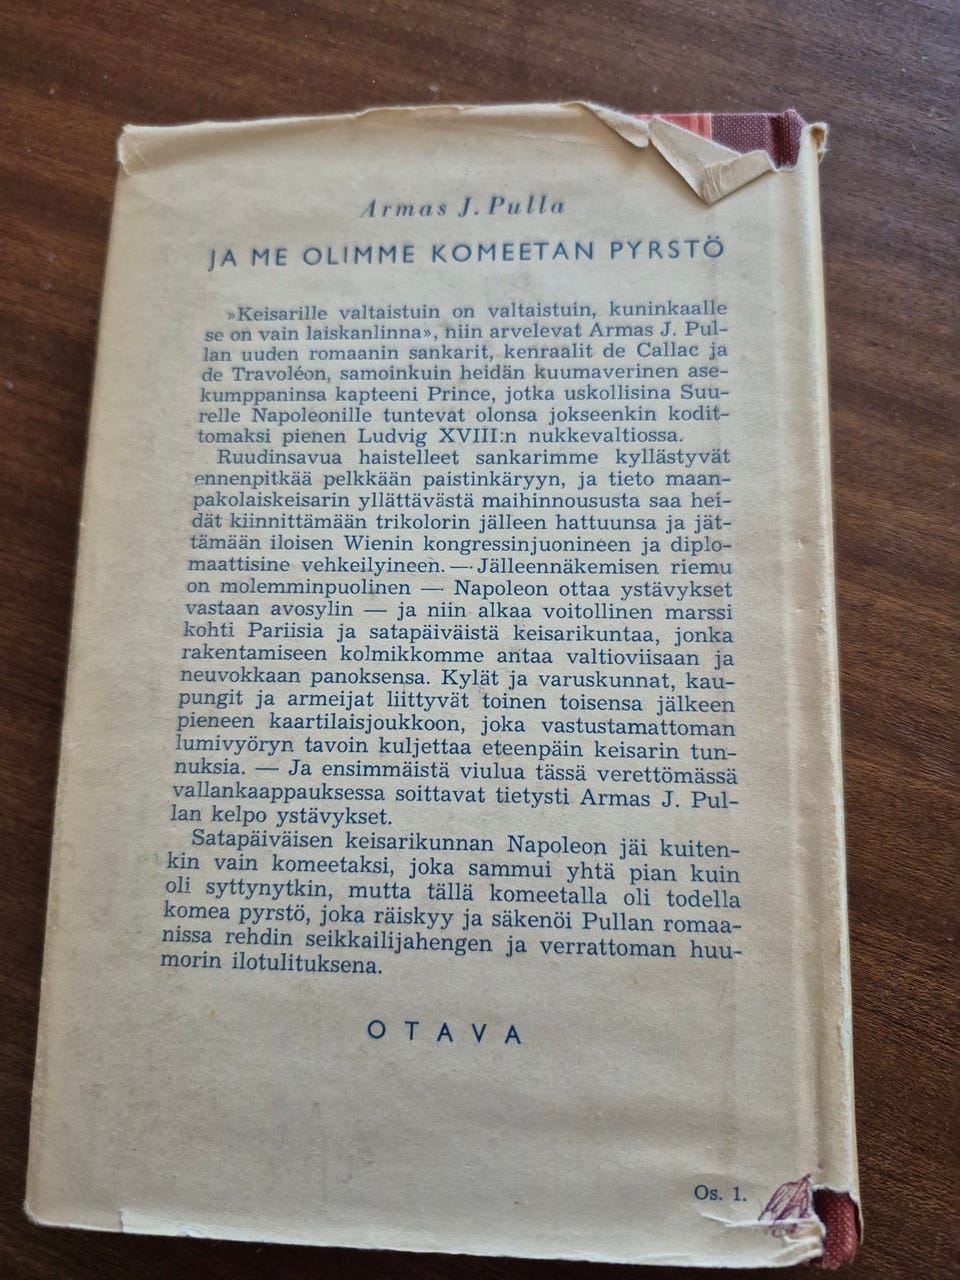 Armas J. Pulla
JA ME OLIMME KOMEETAN PYRSTÖ
»Keisarille valtaistuin on valtaistuin, kuninkaalle
se on vain laiskanlinna», niin arvelevat Armas J. Pul-
lan uuden romaanin sankarit, kenraalit de Callac ja
de Travoléon, samoinkuin heidän kuumaverinen ase-
kumppaninsa kapteeni Prince, jotka uskollisina Suu-
relle Napoleonille tuntevat olonsa jokseenkin kodit-
tomaksi pienen Ludvig XVIII:n nukkevaltiossa.
Ruudinsavua haistelleet sankarimme kyllästyvät
ennenpitkää pelkkään paistinkäryyn, ja tieto maan-
pakolaiskeisarin yllättävästä maihinnoususta saa hei-
dät kiinnittämään trikolorin jälleen hattuunsa ja jät-
tämään iloisen Wienin kongressinjuonineen ja diplo-
maattisine vehkeilyineen. — Jälleennäkemisen riemu
on molemminpuolinen — Napoleon ottaa ystävykset
vastaan avosylin — ja niin alkaa voitollinen marssi
kohti Pariisia ja satapäiväistä keisarikuntaa, jonka
rakentamiseen kolmikkomme antaa valtioviisaan ja
neuvokkaan panoksensa. Kylät ja varuskunnat, kau-
pungit ja armeijat liittyvät toinen toisensa jälkeen
pieneen kaartilaisjoukkoon, joka vastustamattoman
lumivyöryn tavoin kuljettaa eteenpäin keisarin tun-
nuksia. — Ja ensimmäistä viulua tässä verettömässä
vallankaappauksessa soittavat tietysti Armas J. Pul-
lan kelpo ystävykset.
Satapäiväisen keisarikunnan Napoleon jäi kuiten-
kin vain komeetaksi, joka sammui yhtä pian kuin
oli syttynytkin, mutta tällä komeetalla oli todella
komea pyrstö, joka räiskyy ja säkenöi Pullan romaa-
nissa rehdin seikkailijahengen ja verrattoman huu-
morin ilotulituksena.
OTAVA
Os. 1.